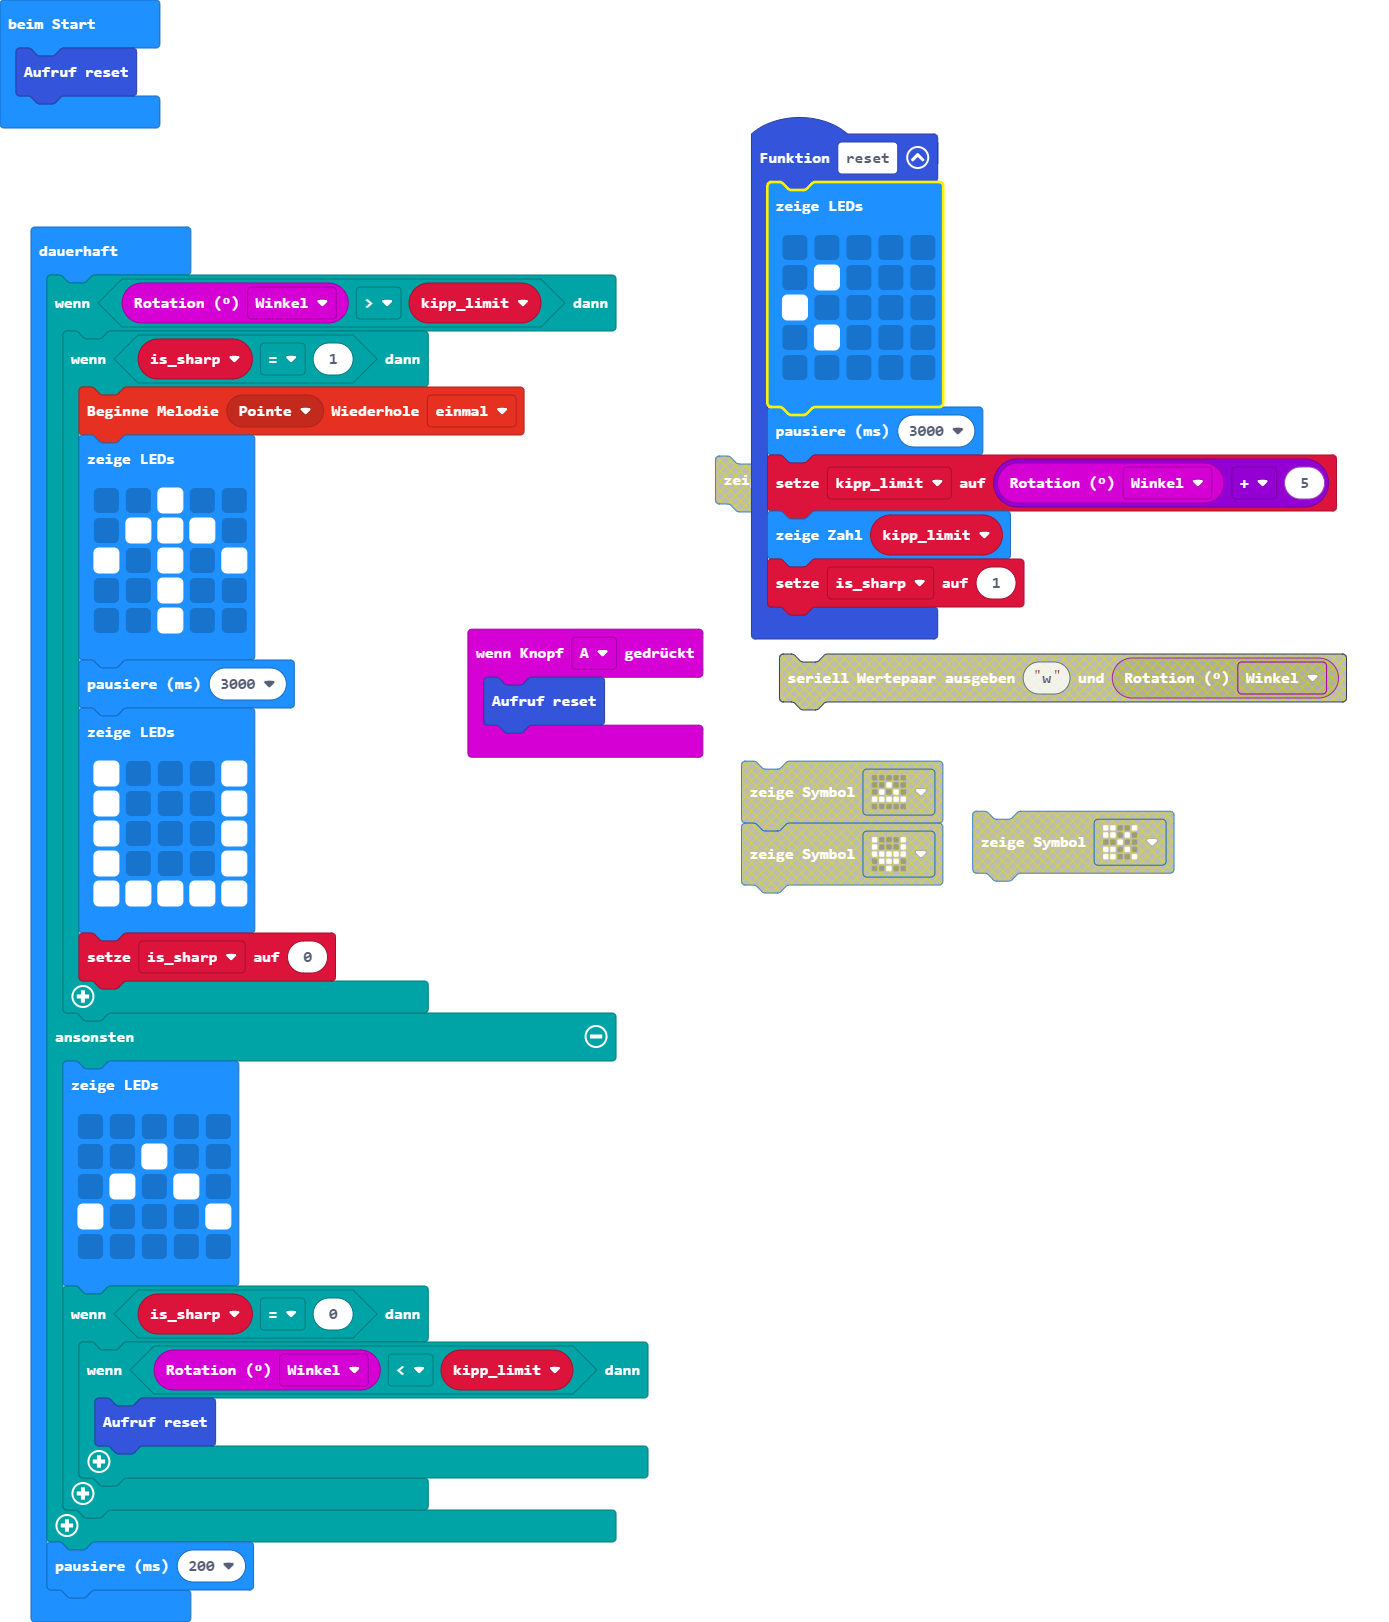 beim Start
Aufruf reset
Funktion reset
zeige LEDs
pausiere (ms) 3000
setze kipp_limit auf Rotation (º) Winkel + 5
zeige Zahl kipp_limit
setze is_sharp auf 1
zei
dauerhaft
wenn Rotation (º) Winkel > kipp_limit dann
wenn is_sharp = 1 dann
Beginne Melodie Pointe Wiederhole einmal
zeige LEDs
pausiere (ms) 3000
zeige LEDs
setze is_sharp auf 0
ansonsten
zeige LEDs
wenn is_sharp = 0 dann
wenn Rotation (º) Winkel < kipp_limit dann
Aufruf reset
pausiere (ms) 200
wenn Knopf A gedrückt
Aufruf reset
seriell Wertepaar ausgeben "w" und Rotation (º) Winkel
zeige Symbol
zeige Symbol
zeige Symbol